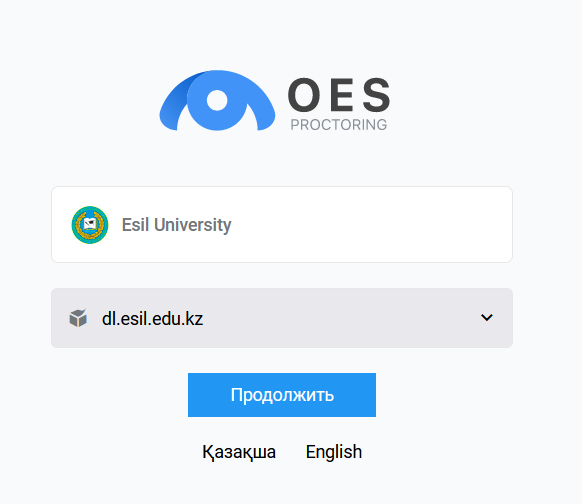 OES
PROCTORING
Esil University
dl.esil.edu.kz
Продолжить
Қазақша English